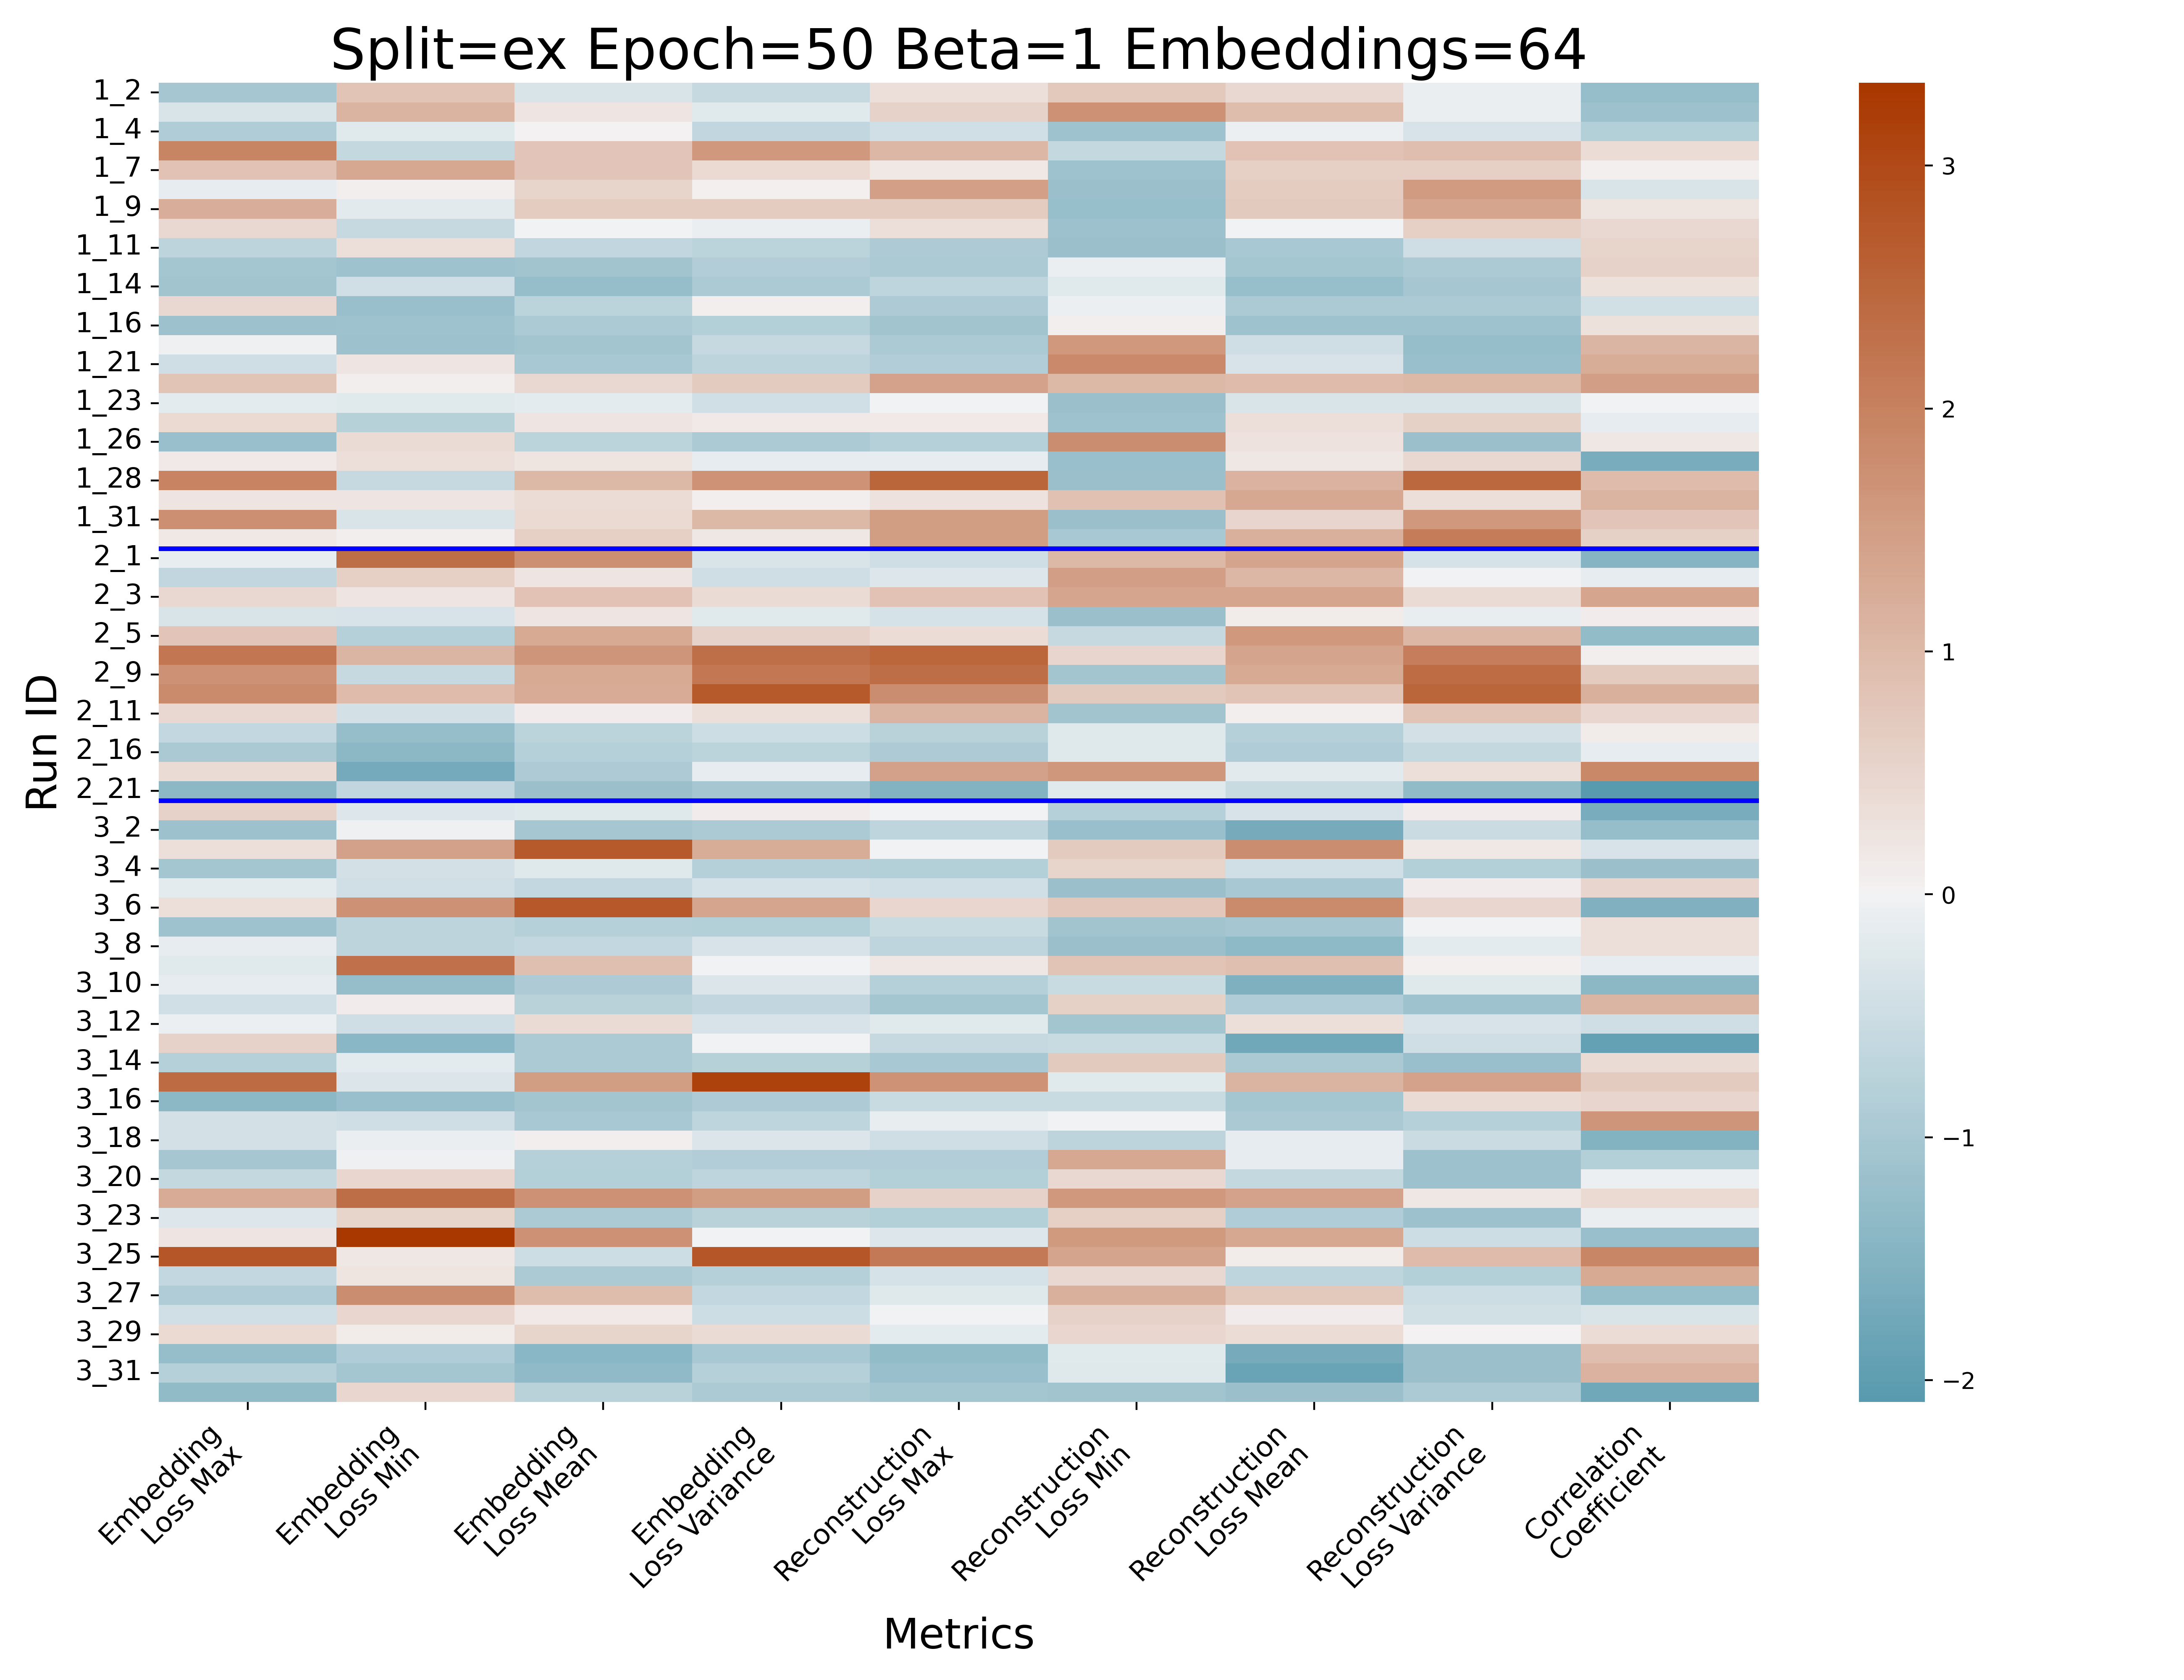 Split=ex Epoch=50 Beta=1 Embeddings=64
Run ID
1_2
1_4
1_7
1_9
1_11
1_14
1_16
1_21
1_23
1_26
1_28
1_31
2_1
2_3
2_5
2_9
2_11
2_16
2_21
3_2
3_4
3_6
3_8
3_10
3_12
3_14
3_16
3_18
3_20
3_23
3_25
3_27
3_29
3_31
Embedding
Loss Max
Embedding
Loss Min
Embedding
Loss Mean
Embedding
Loss Variance
Reconstruction
Loss Max
Reconstruction
Loss Min
Reconstruction
Loss Mean
Reconstruction
Loss Variance
Correlation
Coefficient
Metrics
3
2
1
0
−1
−2